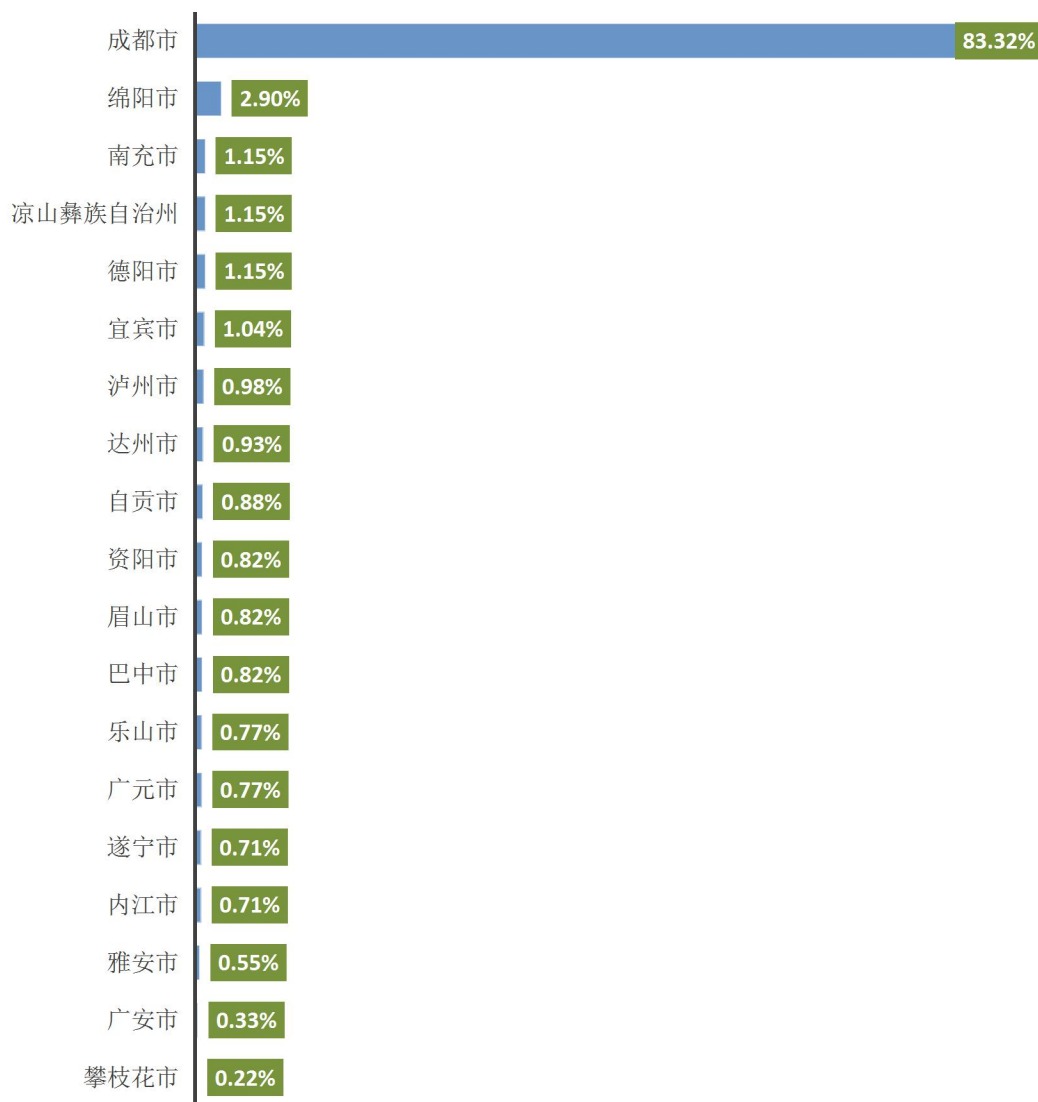 成都市 83.32%
绵阳市 2.90%
南充市 1.15%
凉山彝族自治州 1.15%
德阳市 1.15%
宜宾市 1.04%
泸州市 0.98%
达州市 0.93%
自贡市 0.88%
资阳市 0.82%
眉山市 0.82%
巴中市 0.82%
乐山市 0.77%
广元市 0.77%
遂宁市 0.71%
内江市 0.71%
雅安市 0.55%
广安市 0.33%
攀枝花市 0.22%